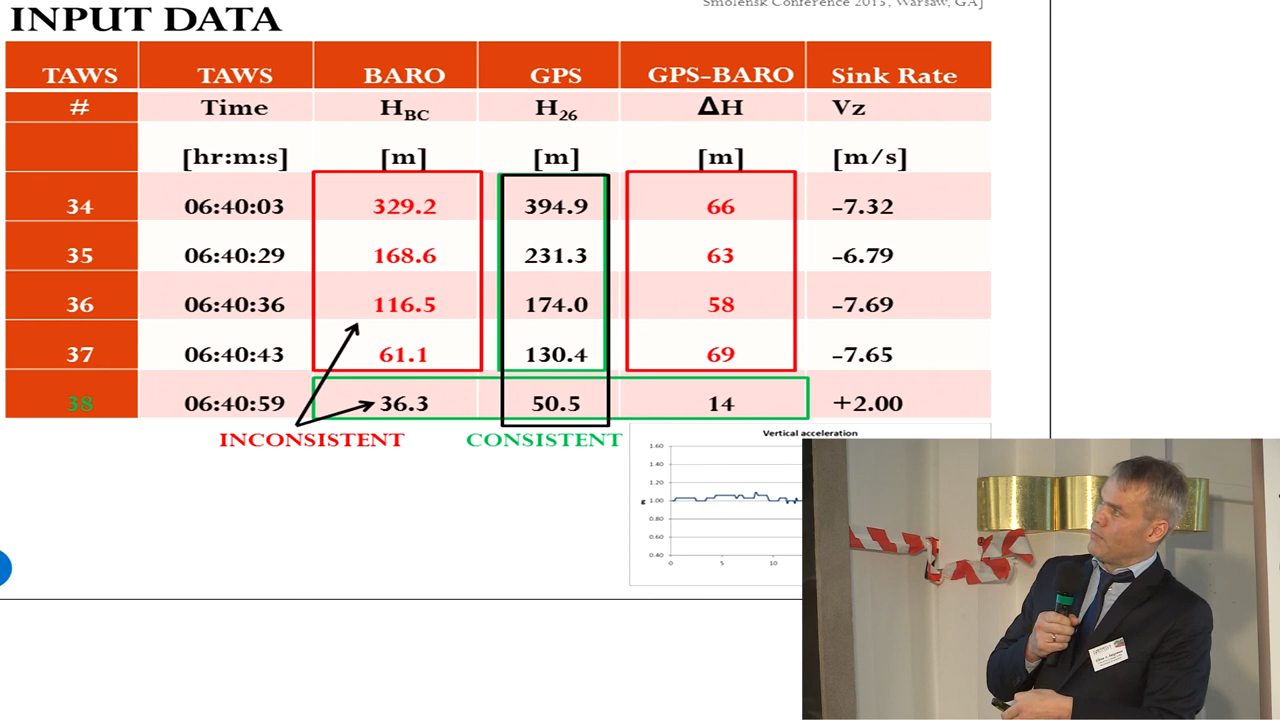 Smolensk Conference 2013, Warsaw, GA]
INPUT DATA
TAWS TAWS BARO GPS GPS-BARO Sink Rate
# Time HBC H26 ΔH Vz
[hr:m:s] [m] [m] [m] [m/s]
34 06:40:03 329.2 394.9 66 -7.32
35 06:40:29 168.6 231.3 63 -6.79
36 06:40:36 116.5 174.0 58 -7.69
37 06:40:43 61.1 130.4 69 -7.65
38 06:40:59 36.3 50.5 14 +2.00
INCONSISTENT CONSISTENT
Vertical acceleration
1.60
1.40
1.20
1.00
0.80
0.60
0.40
0 5 10